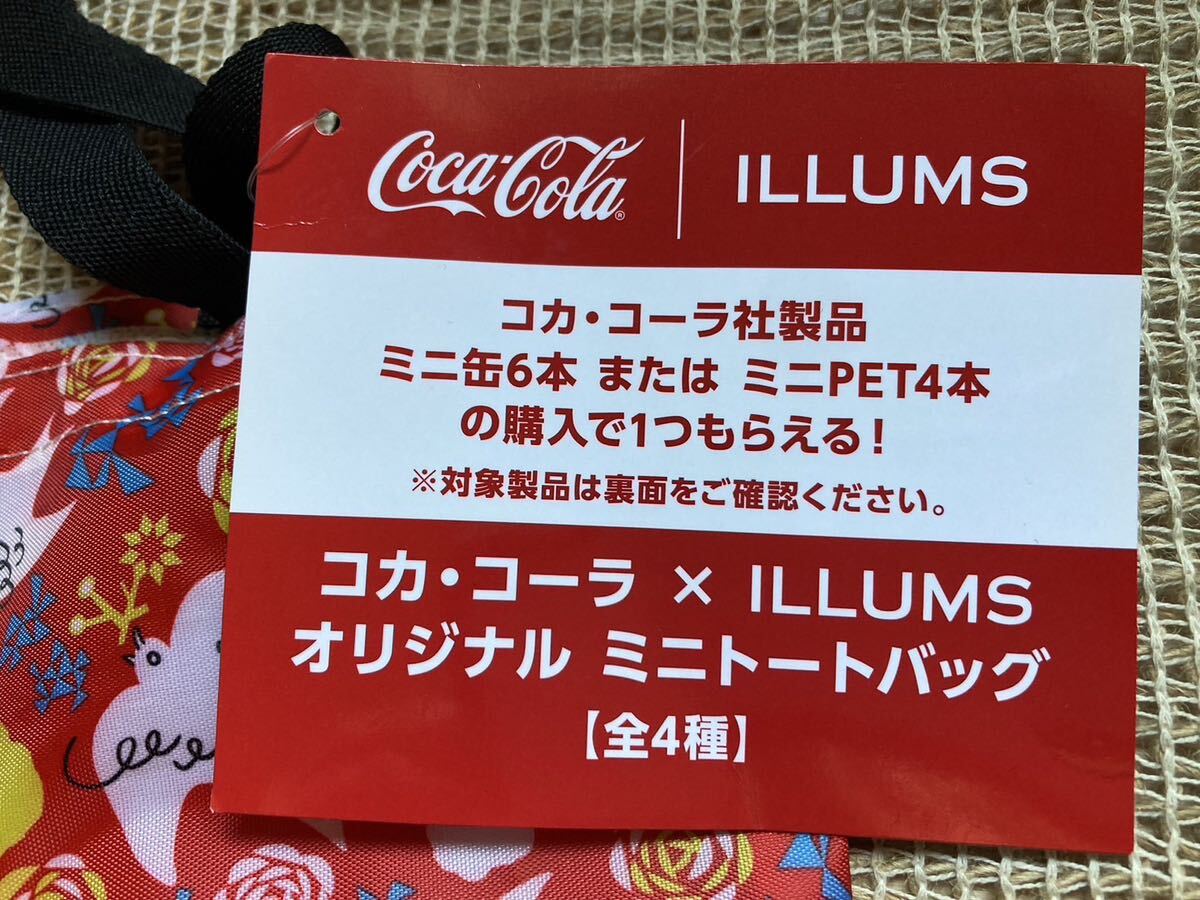 Coca-Cola® ILLUMS
コカ・コーラ社製品
ミニ缶6本 または ミニPET4本
の購入で1つもらえる!
※対象製品は裏面をご確認ください。
コカ・コーラ × ILLUMS
オリジナル ミニトートバッグ
【全4種】